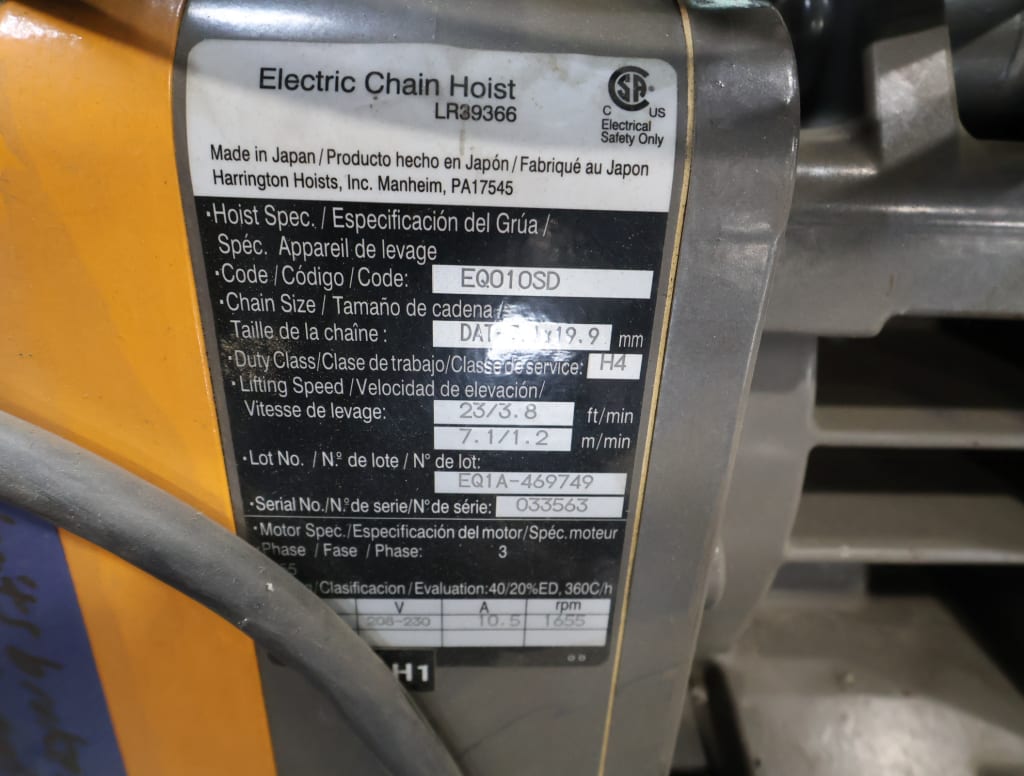 Electric Chain Hoist
LR39366
CSA
C US
Electrical
Safety Only
Made in Japan / Producto hecho en Japón / Fabriqué au Japon
Harrington Hoists, Inc. Manheim, PA17545
·Hoist Spec. / Especificación del Grúa /
Spéc. Appareil de levage
·Code / Código / Code: EQ010SD
·Chain Size / Tamaño de cadena /
Taille de la chaîne : 19.9 mm
·Duty Class/Clase de trabajo/Classe de service: H4
·Lifting Speed / Velocidad de elevación/
Vitesse de levage: 23/3.8 ft/min
7.1/1.2 m/min
·Lot No. / N.º de lote / N° de lot:
EQ1A-469749
·Serial No./N.º de serie/N° de série: 033563
·Motor Spec./Especificación del motor/Spéc. moteur
Phase / Fase / Phase: 3
/Clasificacion / Evaluation:40/20%ED, 360C/h
V A rpm
208-230 10.5 1655
H1